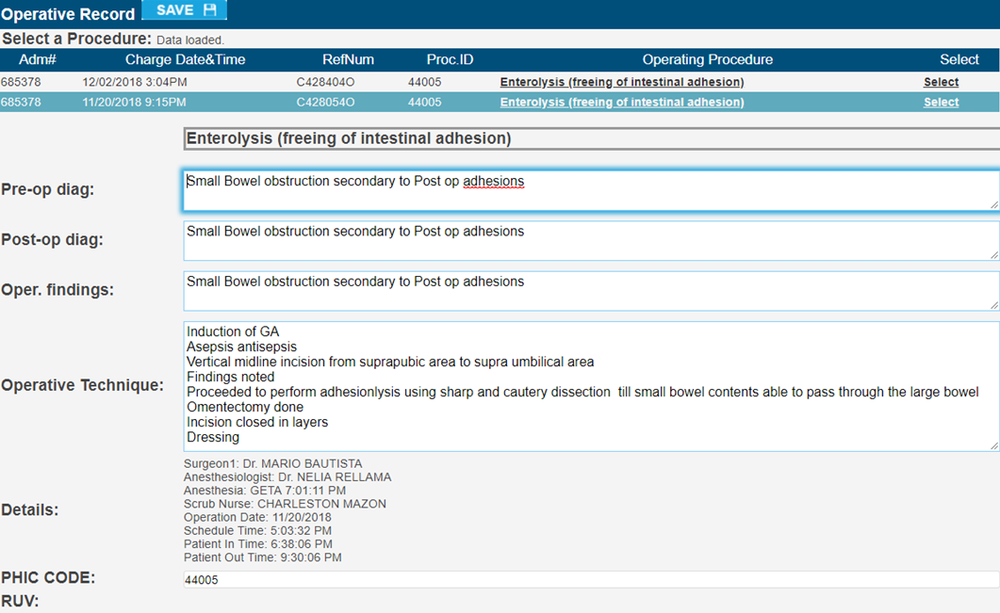 Operative Record SAVE
Select a Procedure: Data loaded.
Adm# Charge Date&Time RefNum Proc.ID Operating Procedure Select
685378 12/02/2018 3:04PM C428404O 44005 Enterolysis (freeing of intestinal adhesion) Select
685378 11/20/2018 9:15PM C428054O 44005 Enterolysis (freeing of intestinal adhesion) Select
Enterolysis (freeing of intestinal adhesion)
Pre-op diag: Small Bowel obstruction secondary to Post op adhesions
Post-op diag: Small Bowel obstruction secondary to Post op adhesions
Oper. findings: Small Bowel obstruction secondary to Post op adhesions
Operative Technique:
Induction of GA
Asepsis antisepsis
Vertical midline incision from suprapubic area to supra umbilical area
Findings noted
Proceeded to perform adhesionlysis using sharp and cautery dissection till small bowel contents able to pass through the large bowel
Omentectomy done
Incision closed in layers
Dressing
Details:
Surgeon1: Dr. MARIO BAUTISTA
Anesthesiologist: Dr. NELIA RELLAMA
Anesthesia: GETA 7:01:11 PM
Scrub Nurse: CHARLESTON MAZON
Operation Date: 11/20/2018
Schedule Time: 5:03:32 PM
Patient In Time: 6:38:06 PM
Patient Out Time: 9:30:06 PM
PHIC CODE: 44005
RUV: